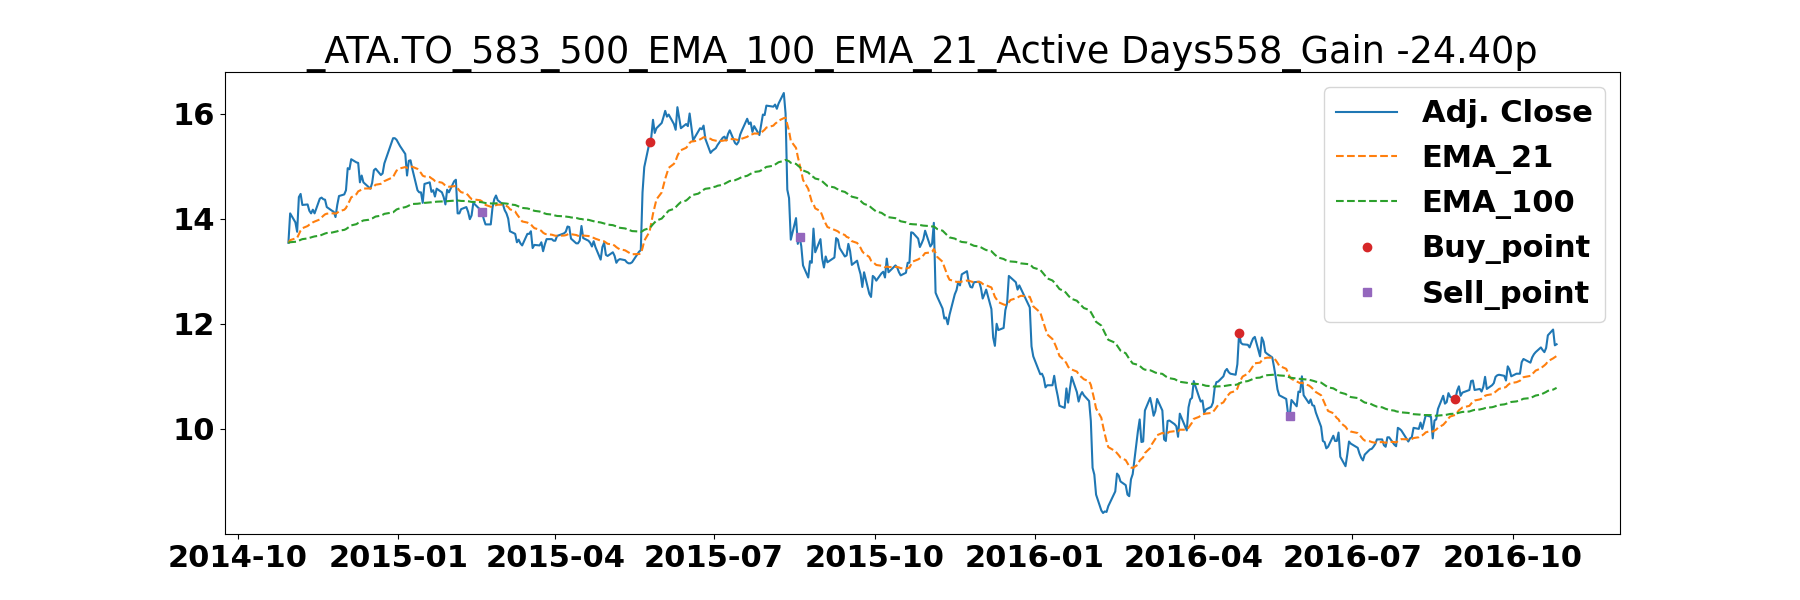 _ATA.TO_583_500_EMA_100_EMA_21_Active Days558_Gain -24.40p
16
14
12
10
Adj. Close
EMA_21
EMA_100
Buy_point
Sell_point
2014-10 2015-01 2015-04 2015-07 2015-10 2016-01 2016-04 2016-07 2016-10